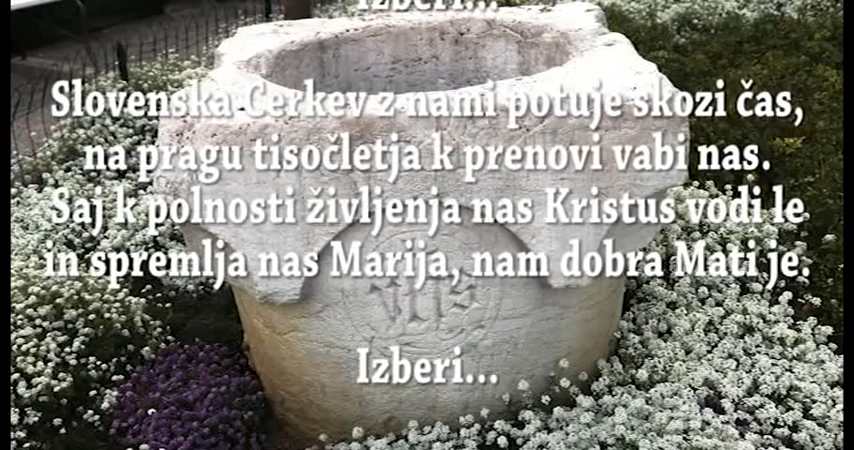 Izberi...
Slovenska Cerkev z nami potuje skozi čas,
na pragu tisočletja k prenovi vabi nas.
Saj k polnosti življenja nas Kristus vodi le
in spremlja nas Marija, nam dobra Mati je.
Izberi...